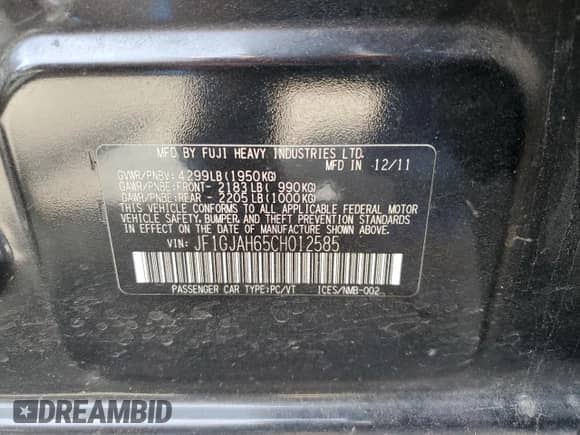 MFD BY FUJI HEAVY INDUSTRIES LTD.
MFD IN 12/11
GVWR/PNBV: 4299LB(1950KG)
GAWR/PNBE:FRONT- 2183LB( 990KG)
GAWR/PNBE:REAR - 2205LB(1000KG)
THIS VEHICLE CONFORMS TO ALL APPLICABLE FEDERAL MOTOR
VEHICLE SAFETY, BUMPER, AND THEFT PREVENTION STANDARDS
IN EFFECT ON THE DATE OF MANUFACTURE SHOWN ABOVE.
VIN: JF1GJAH65CH012585
PASSENGER CAR TYPE:PC/VT ICES/NMB-002
DREAMBID